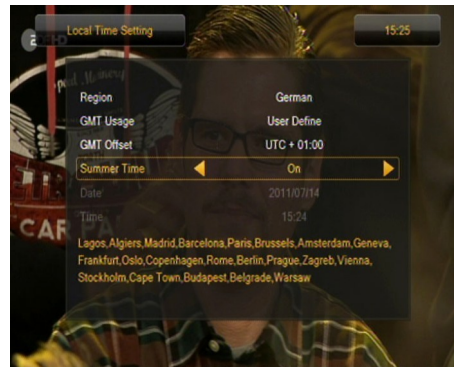 Local Time Setting
15:25
Region German
GMT Usage User Define
GMT Offset UTC + 01:00
Summer Time On
Date 2011/07/14
Time 15:24
Lagos,Algiers,Madrid,Barcelona,Paris,Brussels,Amsterdam,Geneva,
Frankfurt,Oslo,Copenhagen,Rome,Berlin,Prague,Zagreb,Vienna,
Stockholm,Cape Town,Budapest,Belgrade,Warsaw
CAR